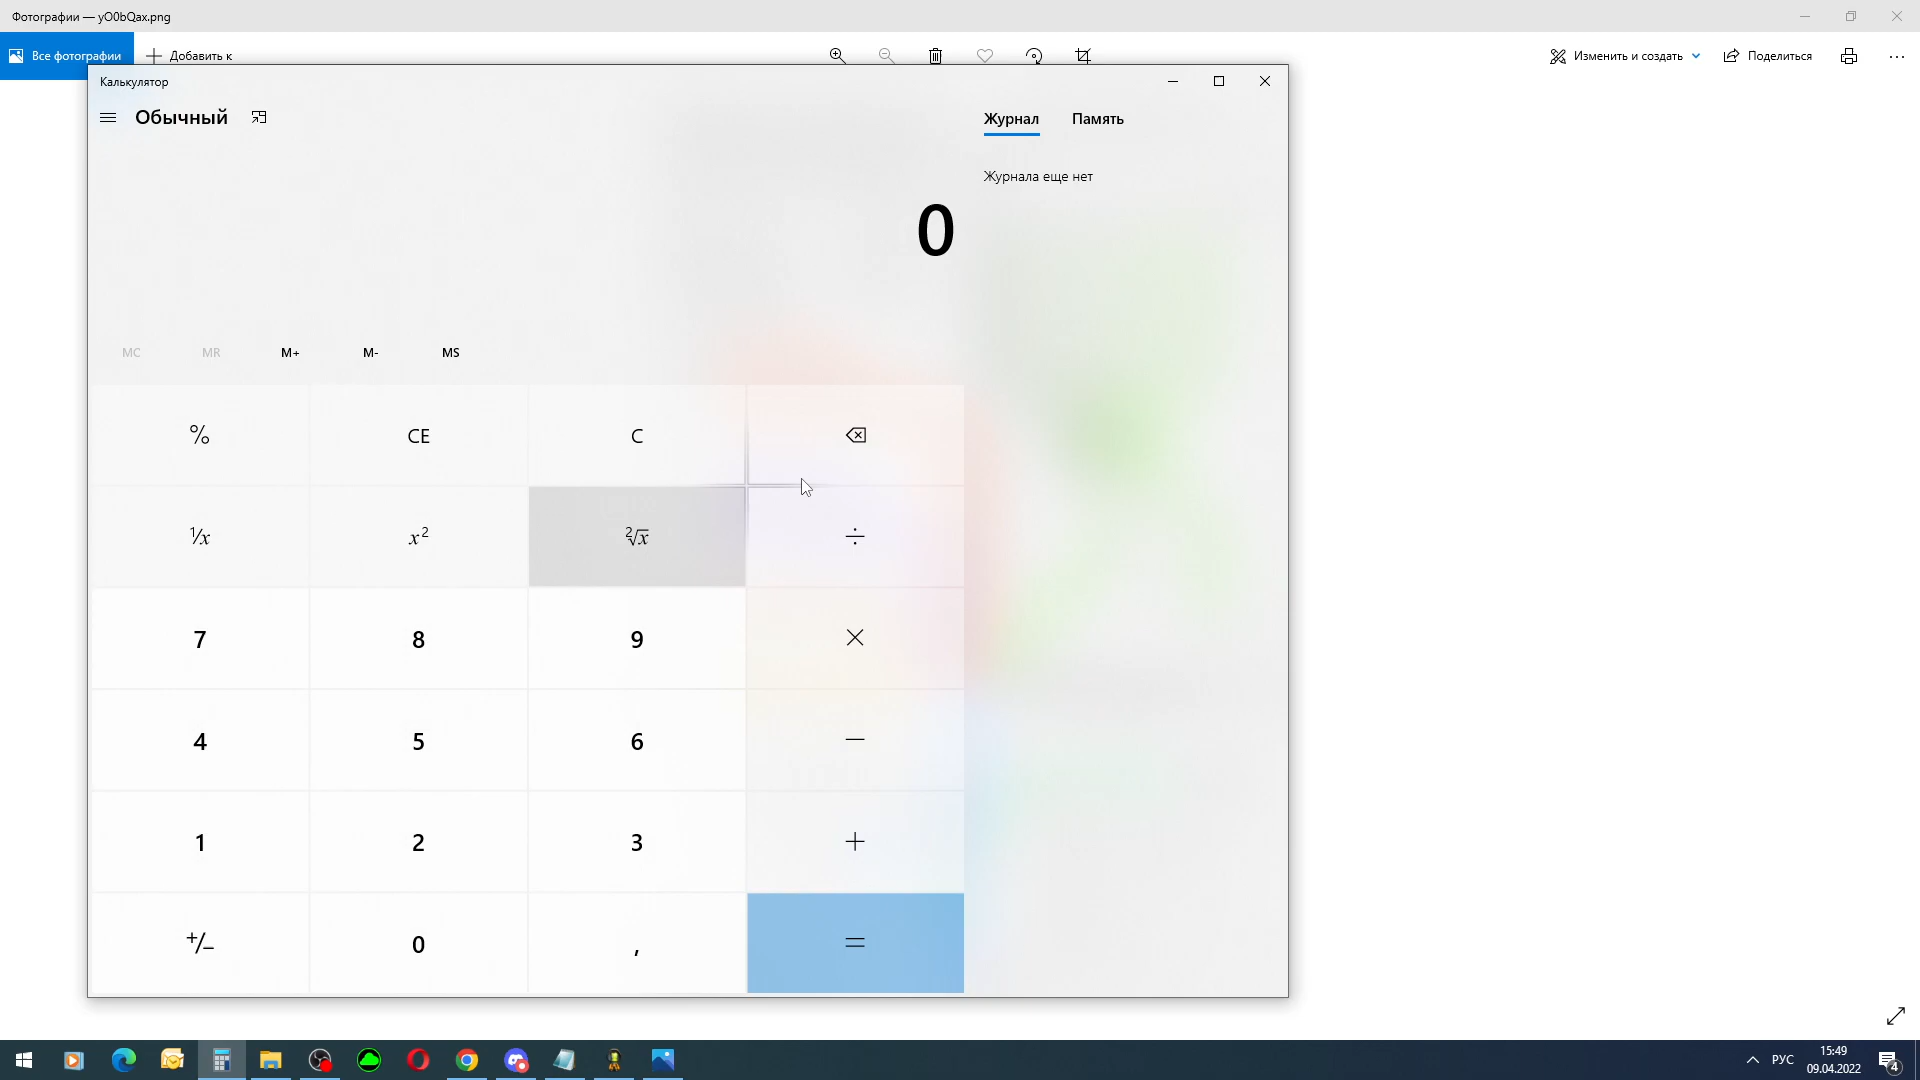 Фотографии — yO0bQax.png
Все фотографии
Добавить к
Изменить и создать
Поделиться
Калькулятор
Обычный
Журнал
Память
Журнала еще нет
0
MC
MR
M+
M-
MS
%
CE
C
1/x
x²
²√x
÷
7
8
9
×
4
5
6
−
1
2
3
+
+/−
0
,
=
РУС
15:49
09.04.2022
4